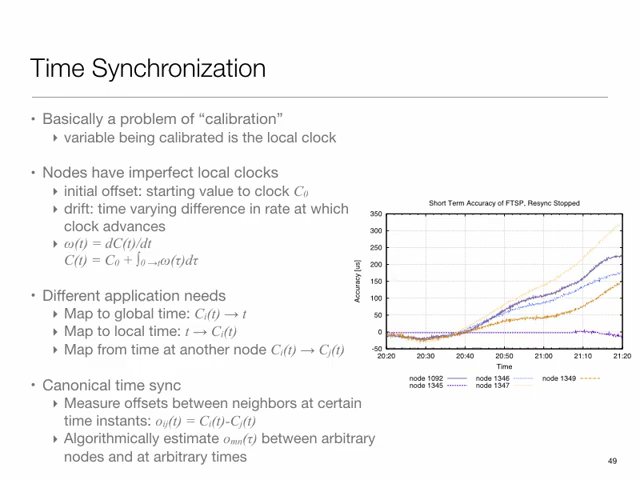 Time Synchronization
• Basically a problem of “calibration”
‣ variable being calibrated is the local clock
• Nodes have imperfect local clocks
‣ initial offset: starting value to clock C₀
‣ drift: time varying difference in rate at which
clock advances
‣ ω(t) = dC(t)/dt
C(t) = C₀ + ∫₀→ₜω(τ)dτ
• Different application needs
‣ Map to global time: Cᵢ(t) → t
‣ Map to local time: t → Cᵢ(t)
‣ Map from time at another node Cᵢ(t) → Cⱼ(t)
• Canonical time sync
‣ Measure offsets between neighbors at certain
time instants: oᵢⱼ(t) = Cᵢ(t)-Cⱼ(t)
‣ Algorithmically estimate oₘₙ(τ) between arbitrary
nodes and at arbitrary times
Short Term Accuracy of FTSP, Resync Stopped
Accuracy [us]
350
300
250
200
150
100
50
0
-50
20:20 20:30 20:40 20:50 21:00 21:10 21:20
Time
node 1092 node 1346 node 1349
node 1345 node 1347
49